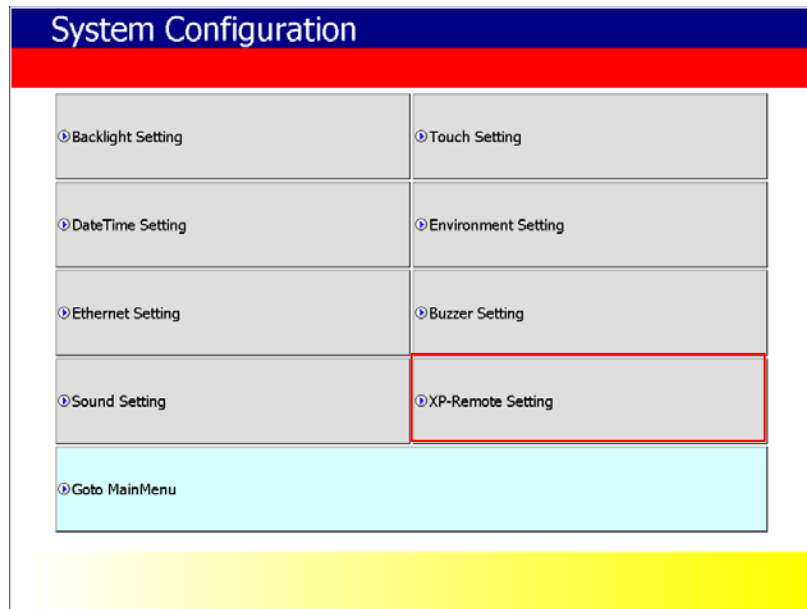 System Configuration
Backlight Setting
Touch Setting
DateTime Setting
Environment Setting
Ethernet Setting
Buzzer Setting
Sound Setting
XP-Remote Setting
Goto MainMenu